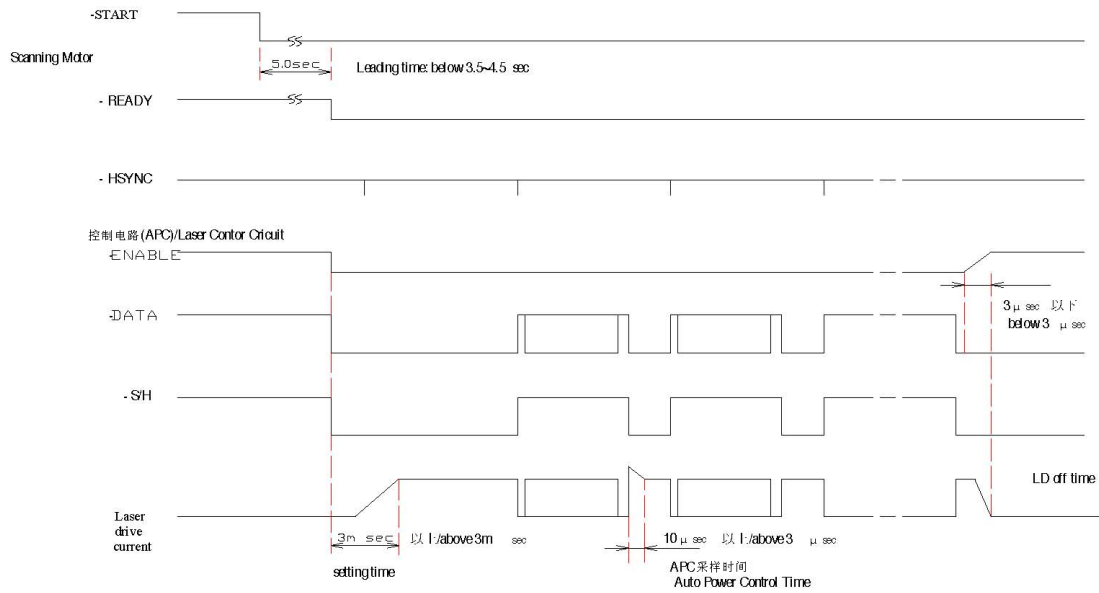 -START
Scanning Motor
5.0sec
Leading time: below 3.5~4.5 sec
- READY
- HSYNC
控制电路(APC)/Laser Contor Cricuit
-ENABLE
3 μ sec 以下
below 3 μ sec
-DATA
- S/H
LD off time
Laser
drive
current
3m sec 以上/above 3m sec
10 μ sec 以上/above 3 μ sec
setting time
APC采样时间
Auto Power Control Time